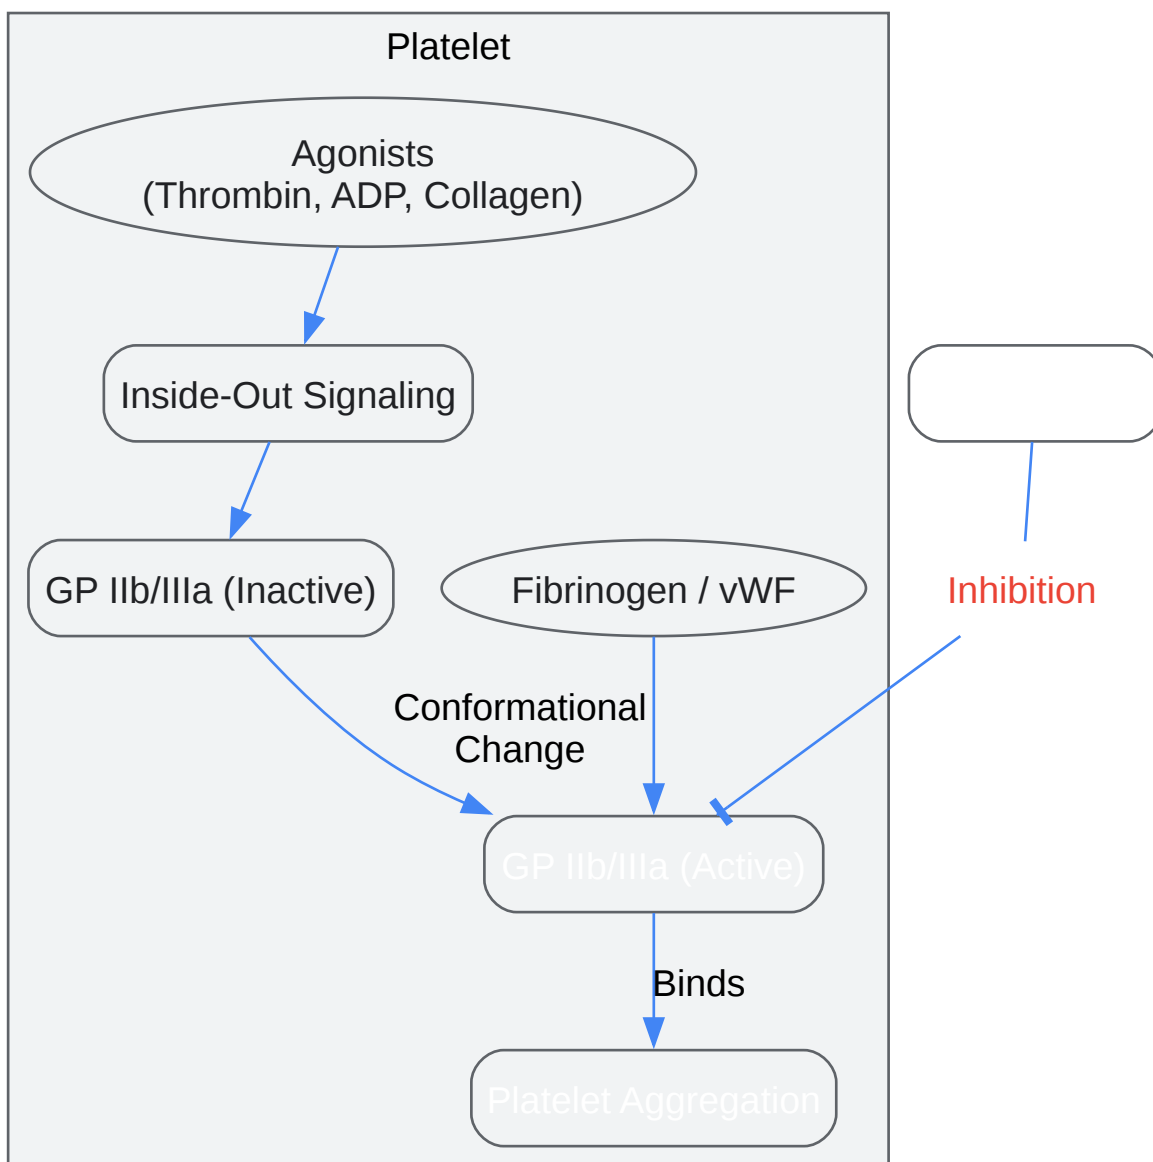 Platelet
Agonists
(Thrombin, ADP, Collagen)
Inside-Out Signaling
GP IIb/IIIa (Inactive)
Fibrinogen / vWF
Inhibition
Conformational
Change
GP IIb/IIIa (Active)
Binds
Platelet Aggregation